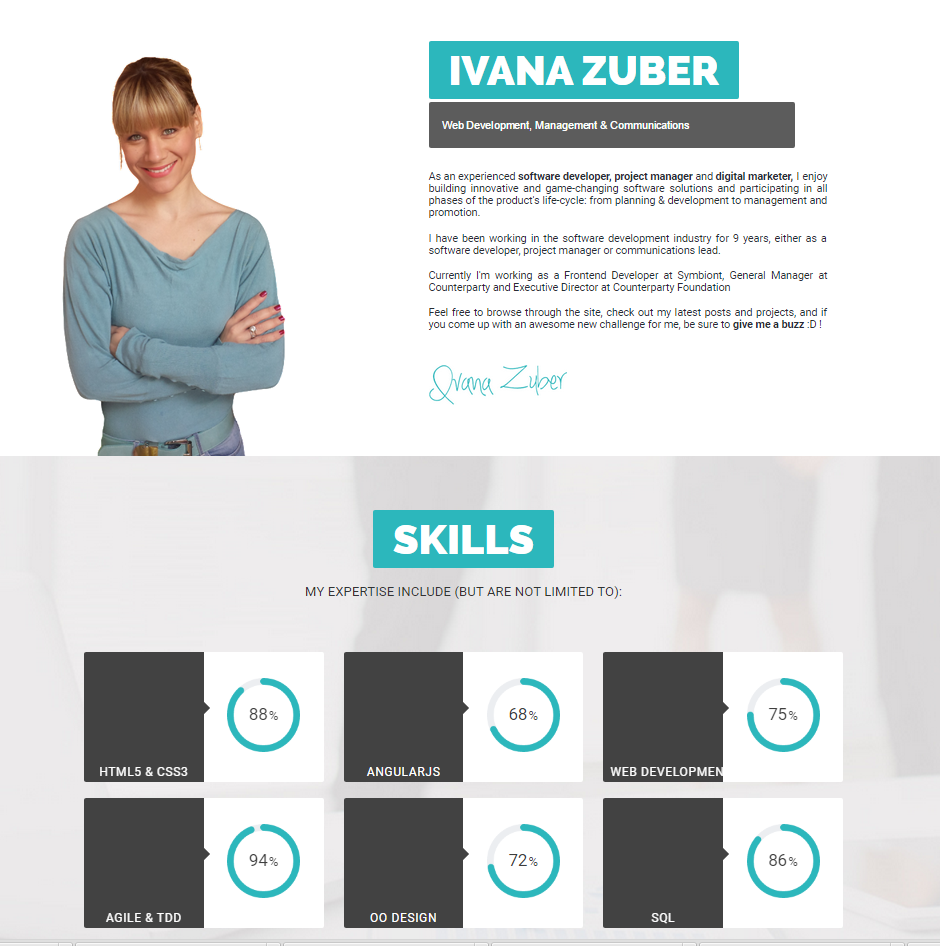 IVANA ZUBER
Web Development, Management & Communications
As an experienced software developer, project manager and digital marketer, I enjoy
building innovative and game-changing software solutions and participating in all
phases of the product's life-cycle: from planning & development to management and
promotion.
I have been working in the software development industry for 9 years, either as a
software developer, project manager or communications lead.
Currently I'm working as a Frontend Developer at Symbiont, General Manager at
Counterparty and Executive Director at Counterparty Foundation
Feel free to browse through the site, check out my latest posts and projects, and if
you come up with an awesome new challenge for me, be sure to give me a buzz :D !
Ivana Zuber
SKILLS
MY EXPERTISE INCLUDE (BUT ARE NOT LIMITED TO):
88%
HTML5 & CSS3
68%
ANGULARJS
75%
WEB DEVELOPMEN
94%
AGILE & TDD
72%
OO DESIGN
86%
SQL